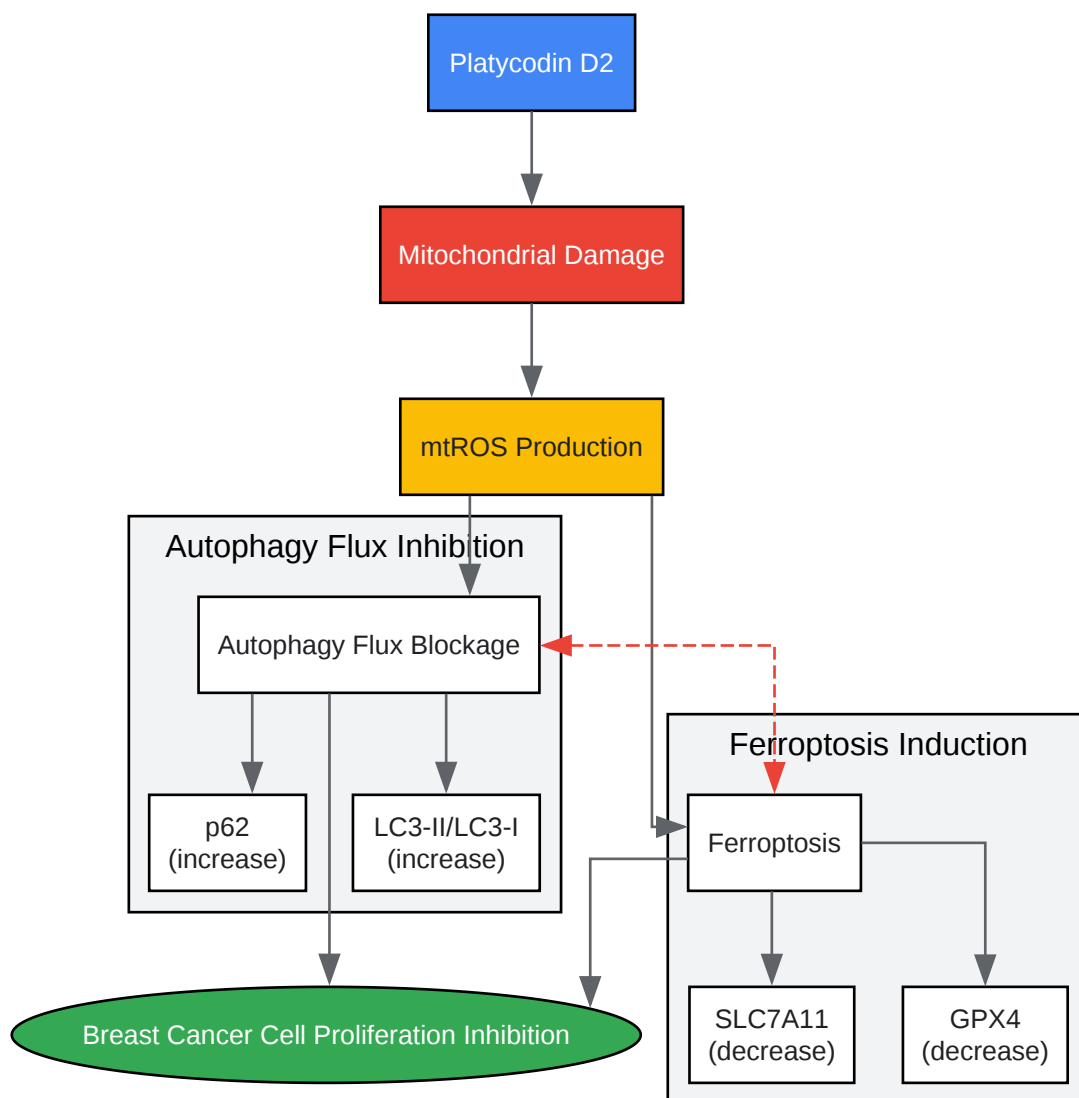 Platycodin D2
Mitochondrial Damage
mtROS Production
Autophagy Flux Inhibition
Autophagy Flux Blockage
p62
(increase)
LC3-II/LC3-I
(increase)
Ferroptosis Induction
Ferroptosis
SLC7A11
(decrease)
GPX4
(decrease)
Breast Cancer Cell Proliferation Inhibition